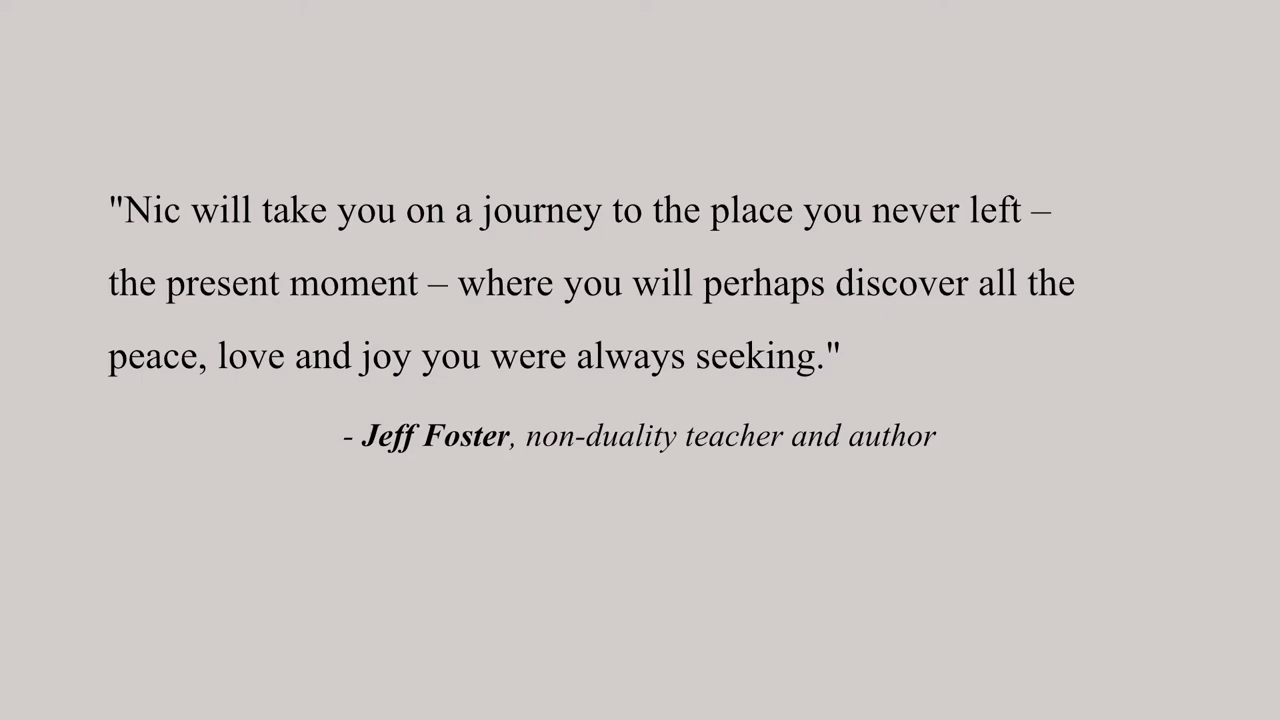 "Nic will take you on a journey to the place you never left –
the present moment – where you will perhaps discover all the
peace, love and joy you were always seeking."
- Jeff Foster, non-duality teacher and author